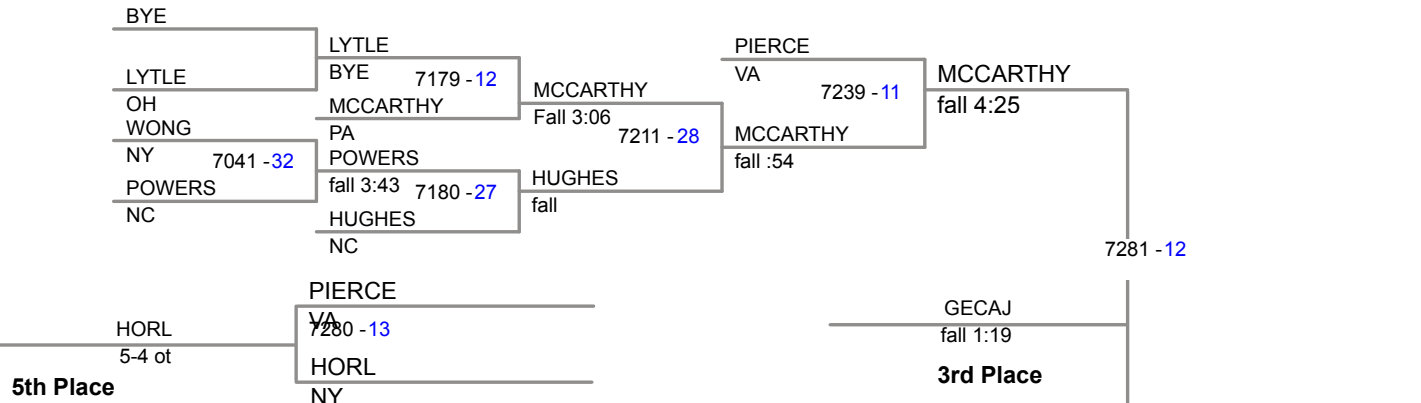 BYE
LYTLE
OH
WONG
NY
7041 -32
POWERS
NC
LYTLE
BYE
7179 -12
MCCARTHY
PA
POWERS
fall 3:43
7180 -27
HUGHES
NC
MCCARTHY
Fall 3:06
7211 -28
HUGHES
fall
PIERCE
VA
7239 -11
MCCARTHY
fall :54
MCCARTHY
fall 4:25
7281 -12
GECAJ
fall 1:19
3rd Place
PIERCE
VA
7280 -13
HORL
5-4 ot
HORL
NY
5th Place